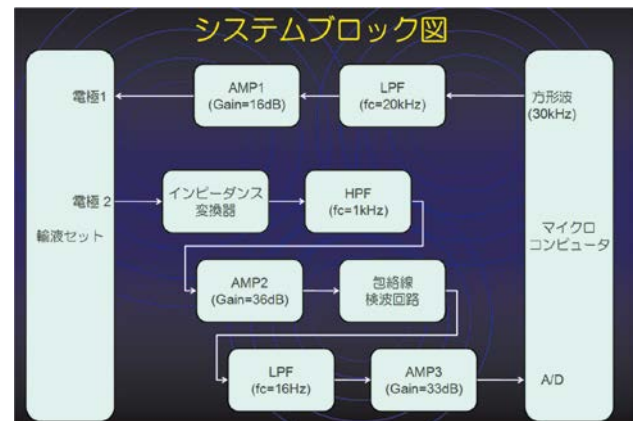 システムブロック図
電極1
AMP1
(Gain=16dB)
LPF
(fc=20kHz)
方形波
(30kHz)
電極 2
インピーダンス
変換器
HPF
(fc=1kHz)
輸液セット
マイクロ
コンピュータ
AMP2
(Gain=36dB)
包絡線
検波回路
LPF
(fc=16Hz)
AMP3
(Gain=33dB)
A/D